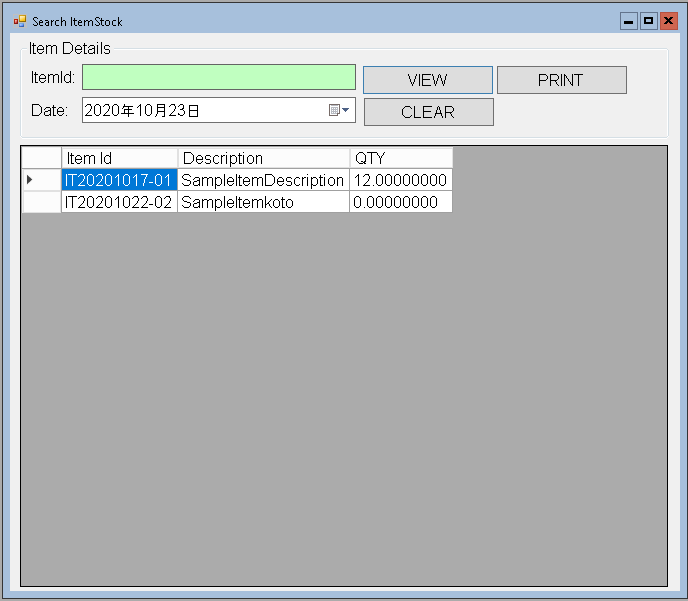 Search ItemStock
Item Details
ItemId:
VIEW
PRINT
Date:
2020年10月23日
CLEAR
Item Id Description QTY
IT20201017-01 SampleItemDescription 12.00000000
IT20201022-02 SampleItemkoto 0.00000000